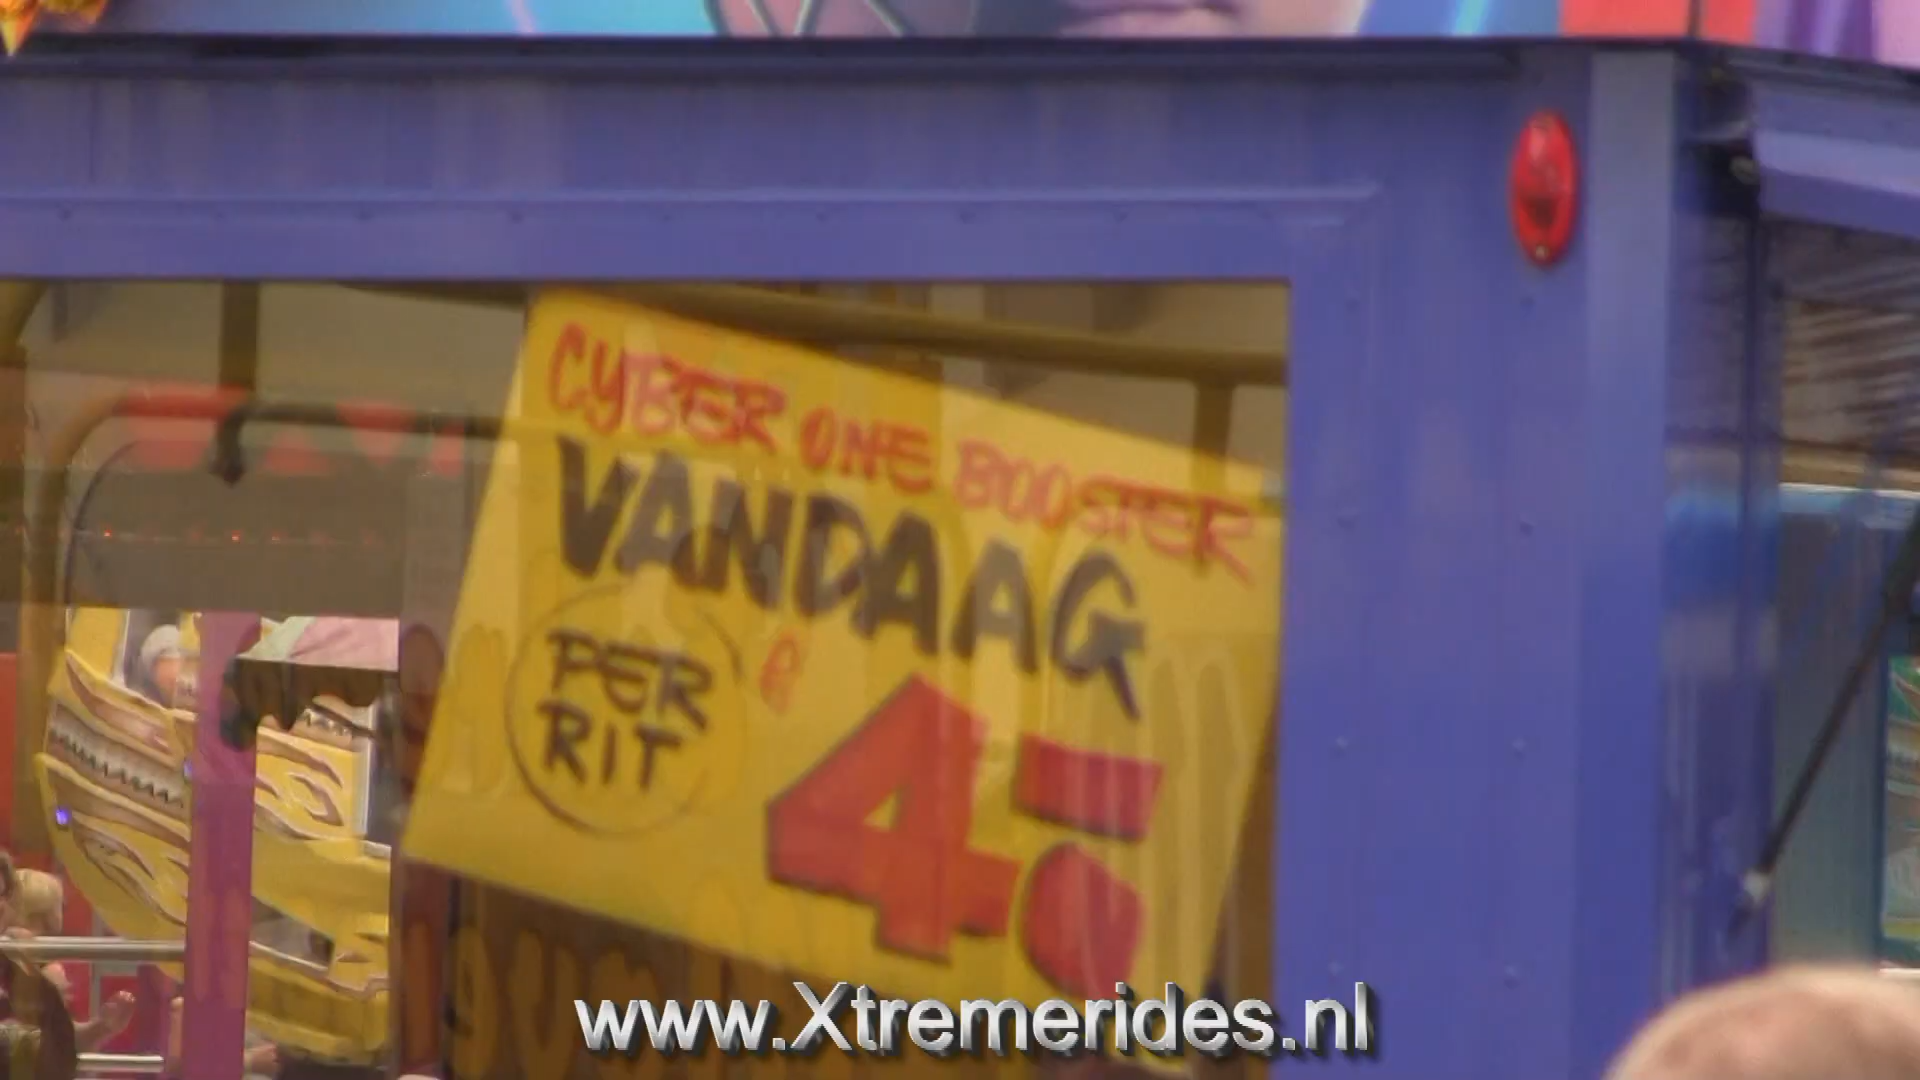 CYBER ONE BOOSTER
VANDAAG
PER
RIT
4
www.Xtremerides.nl